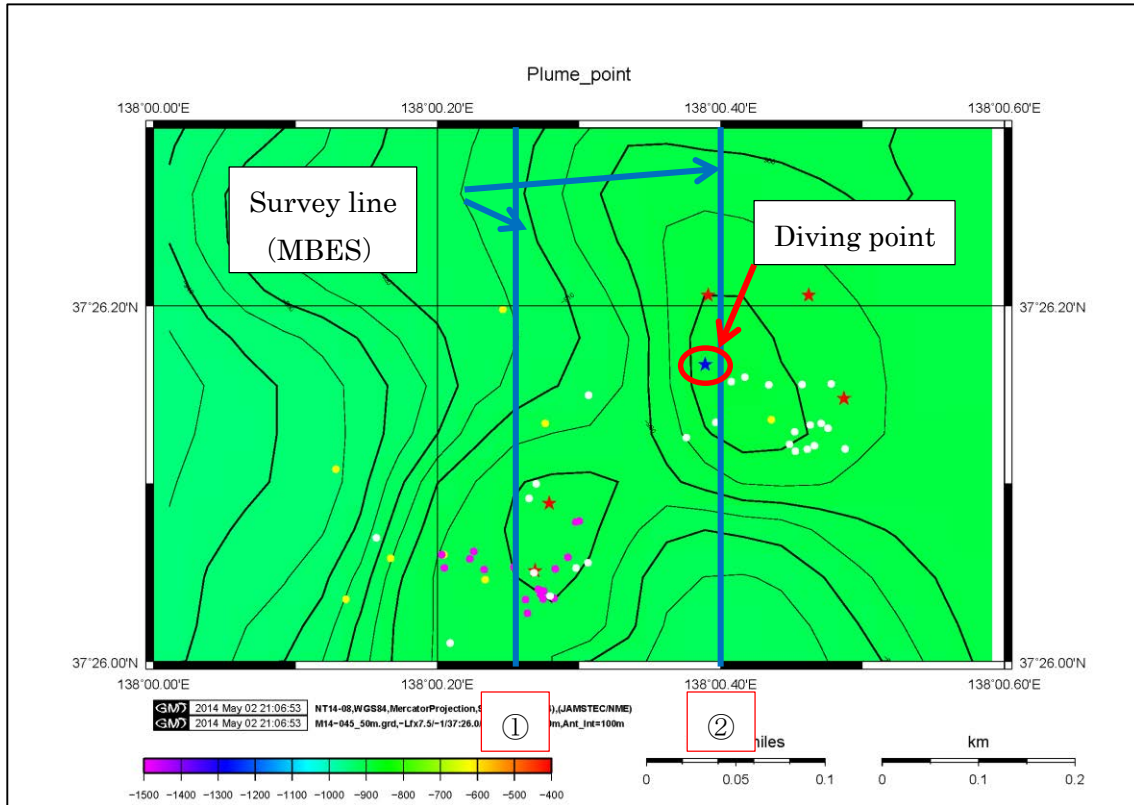 Plume_point
138°00.00'E 138°00.20'E 138°00.40'E 138°00.60'E
Survey line
（MBES）
Diving point
37°26.20'N 37°26.20'N
37°26.00'N 37°26.00'N
138°00.00'E 138°00.20'E 138°00.40'E 138°00.60'E
GMT 2014 May 02 21:06:53 NT14-08,WGS84,MercatorProjection,S ),(JAMSTEC/NME)
GMT 2014 May 02 21:06:53 M14-045_50m.grd,-Lfx7.5/-1/37:26.0/ 0m,Ant_Int=100m
① ②
miles km
0 0.05 0.1 0 0.1 0.2
-1500 -1400 -1300 -1200 -1100 -1000 -900 -800 -700 -600 -500 -400